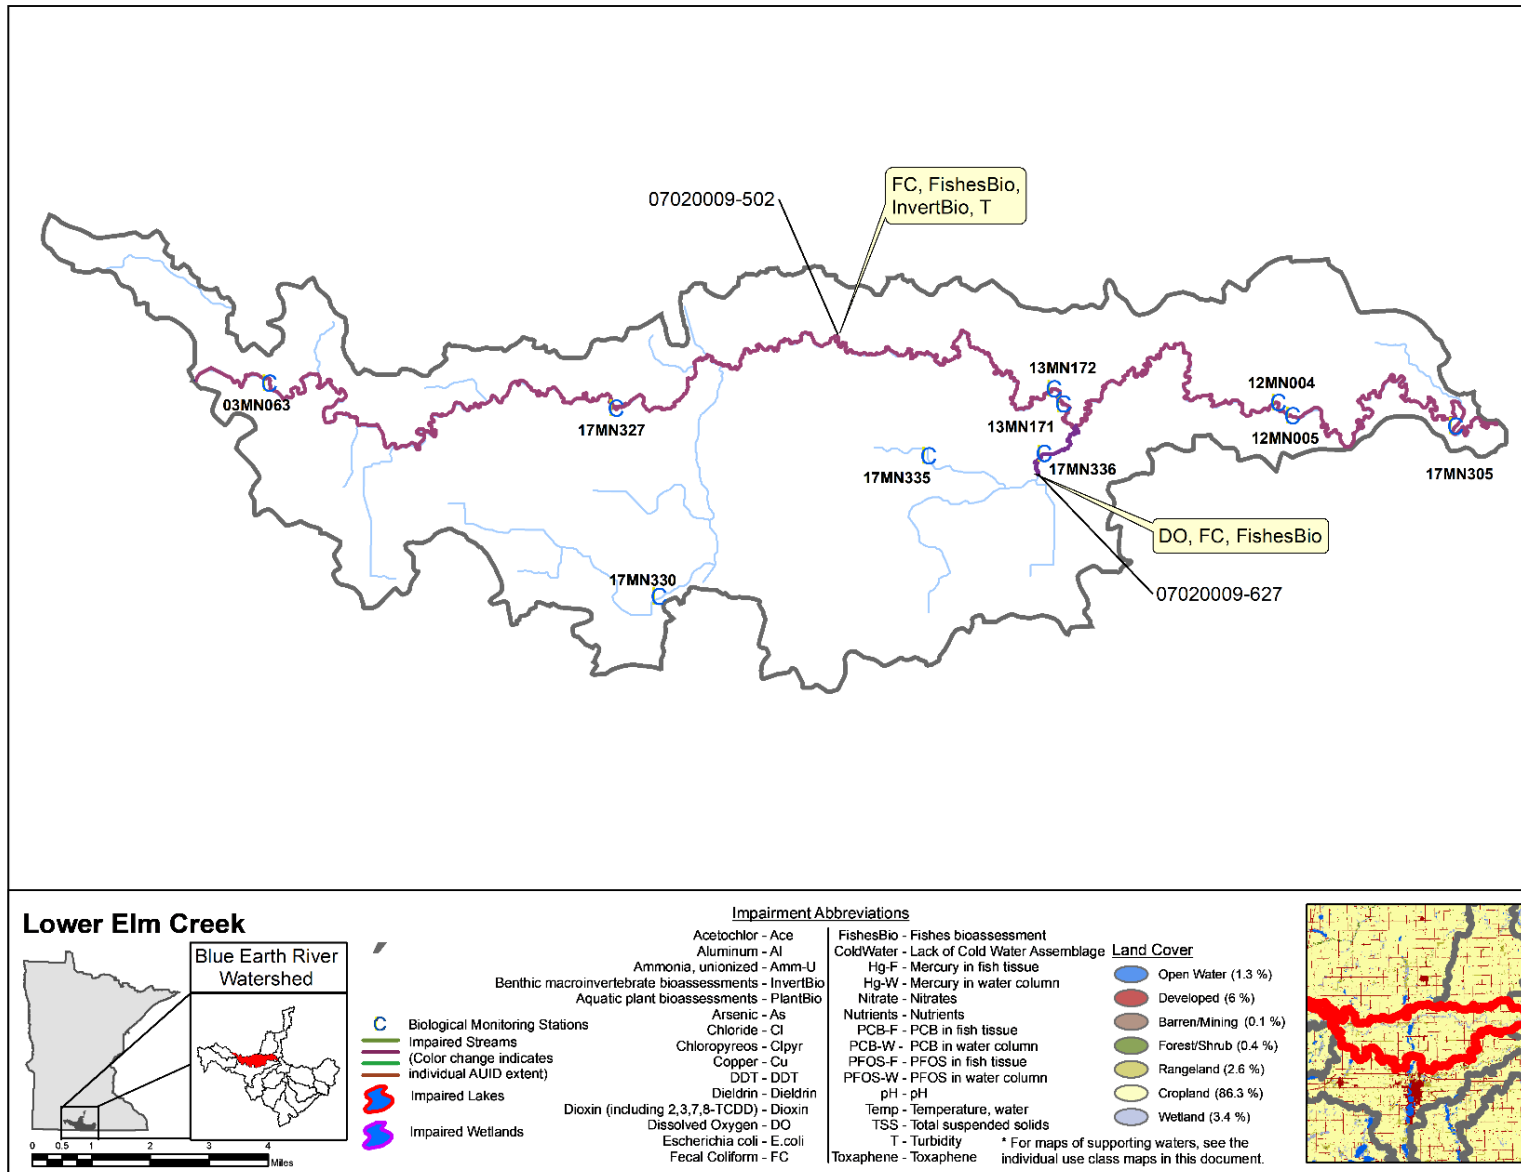 FC, FishesBio,
InvertBio, T
07020009-502
13MN172
12MN004
03MN063
17MN327
13MN171
12MN005
17MN335
17MN336
17MN305
DO, FC, FishesBio
17MN330
07020009-627
Lower Elm Creek
Blue Earth River
Watershed
0 0.5 1 2 3 4
Miles
C Biological Monitoring Stations
Impaired Streams
(Color change indicates
individual AUID extent)
Impaired Lakes
Impaired Wetlands
Impairment Abbreviations
Acetochlor - Ace
Aluminum - Al
Ammonia, unionized - Amm-U
Benthic macroinvertebrate bioassessments - InvertBio
Aquatic plant bioassessments - PlantBio
Arsenic - As
Chloride - Cl
Chloropyreos - Clpyr
Copper - Cu
DDT - DDT
Dieldrin - Dieldrin
Dioxin (including 2,3,7,8-TCDD) - Dioxin
Dissolved Oxygen - DO
Escherichia coli - E.coli
Fecal Coliform - FC
FishesBio - Fishes bioassessment
ColdWater - Lack of Cold Water Assemblage
Hg-F - Mercury in fish tissue
Hg-W - Mercury in water column
Nitrate - Nitrates
Nutrients - Nutrients
PCB-F - PCB in fish tissue
PCB-W - PCB in water column
PFOS-F - PFOS in fish tissue
PFOS-W - PFOS in water column
pH - pH
Temp - Temperature, water
TSS - Total suspended solids
T - Turbidity
Toxaphene - Toxaphene
Land Cover
Open Water (1.3 %)
Developed (6 %)
Barren/Mining (0.1 %)
Forest/Shrub (0.4 %)
Rangeland (2.6 %)
Cropland (86.3 %)
Wetland (3.4 %)
* For maps of supporting waters, see the
individual use class maps in this document.